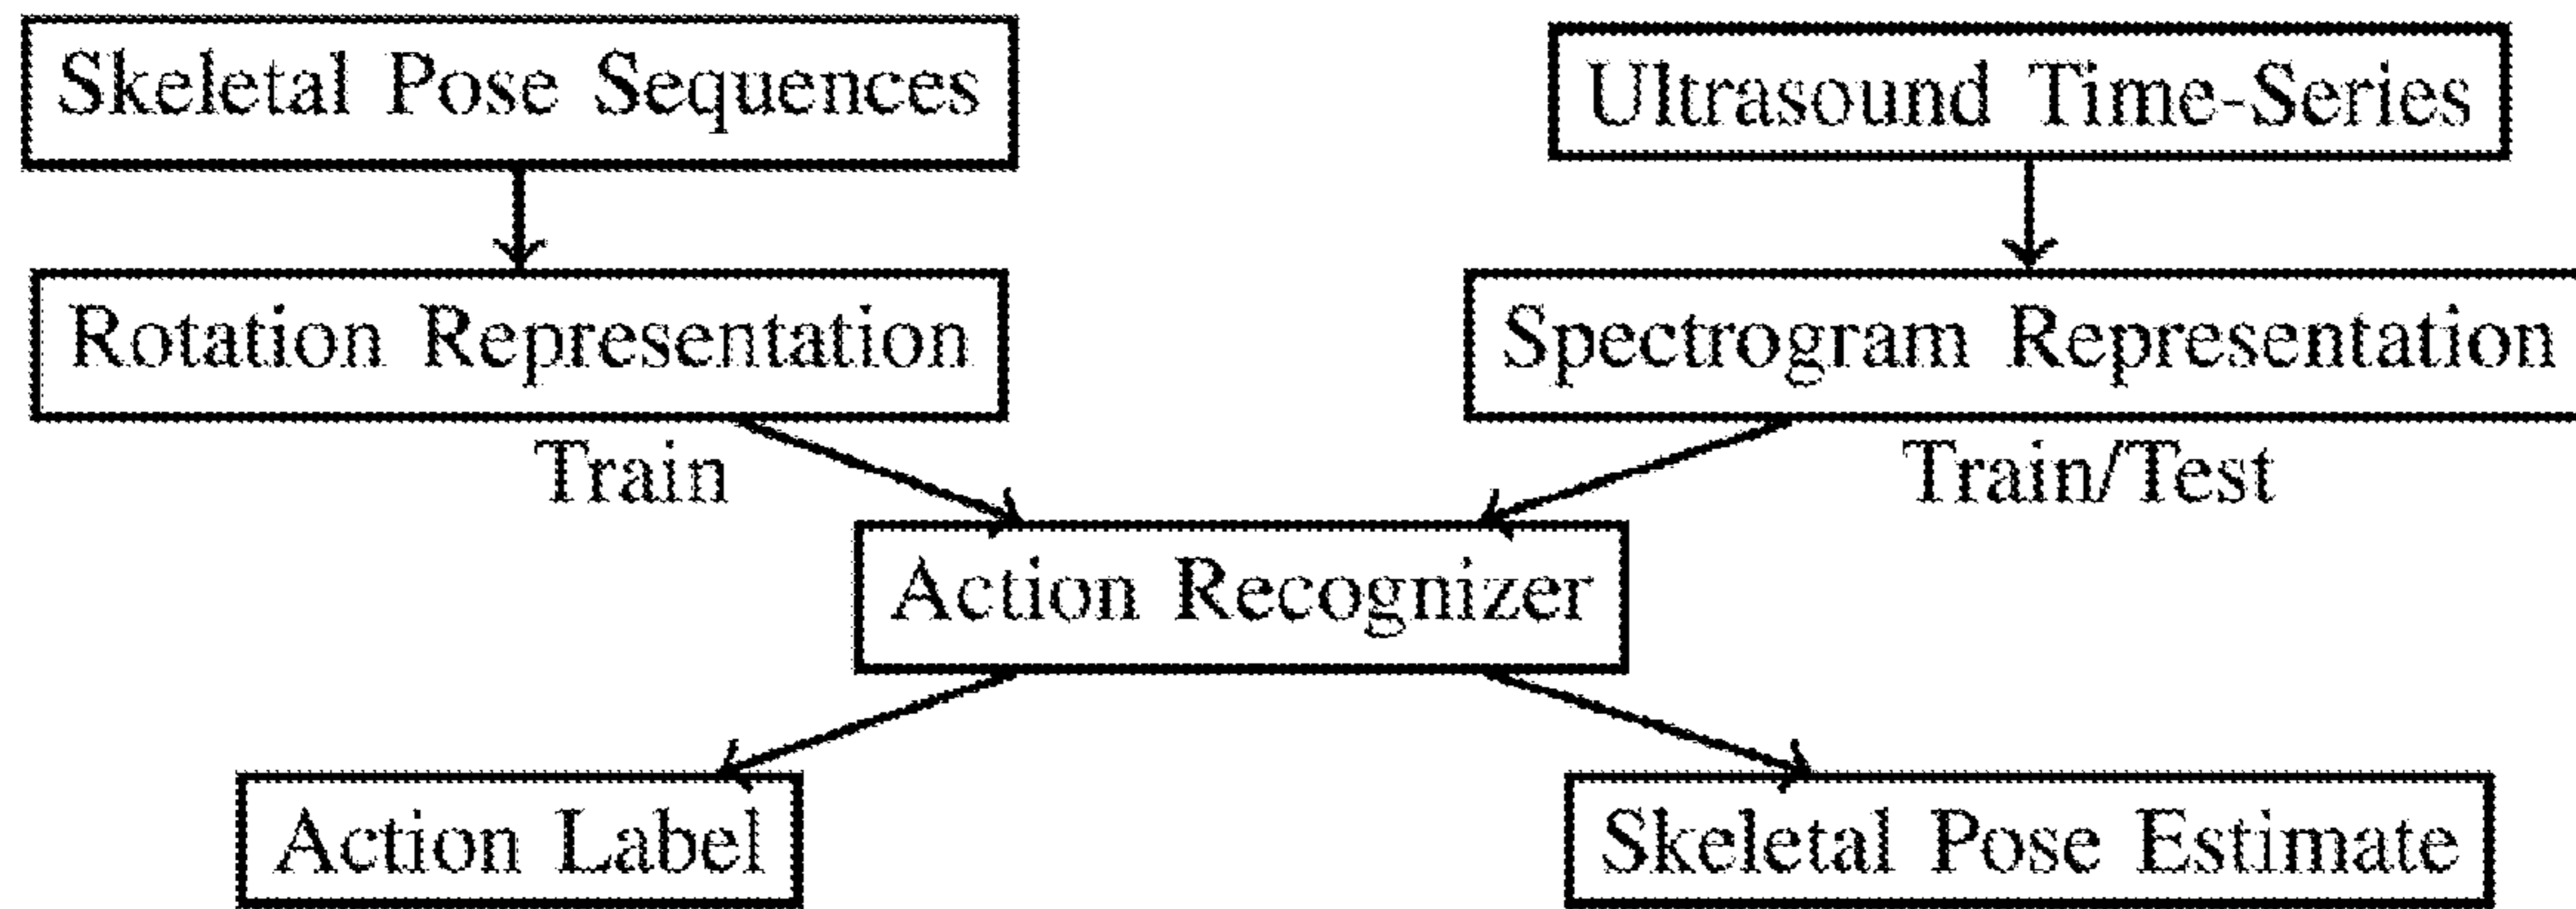 Skeletal Pose Sequences
Ultrasound Time-Series
Rotation Representation
Spectrogram Representation
Train
Train/Test
Action Recognizer
Action Label
Skeletal Pose Estimate